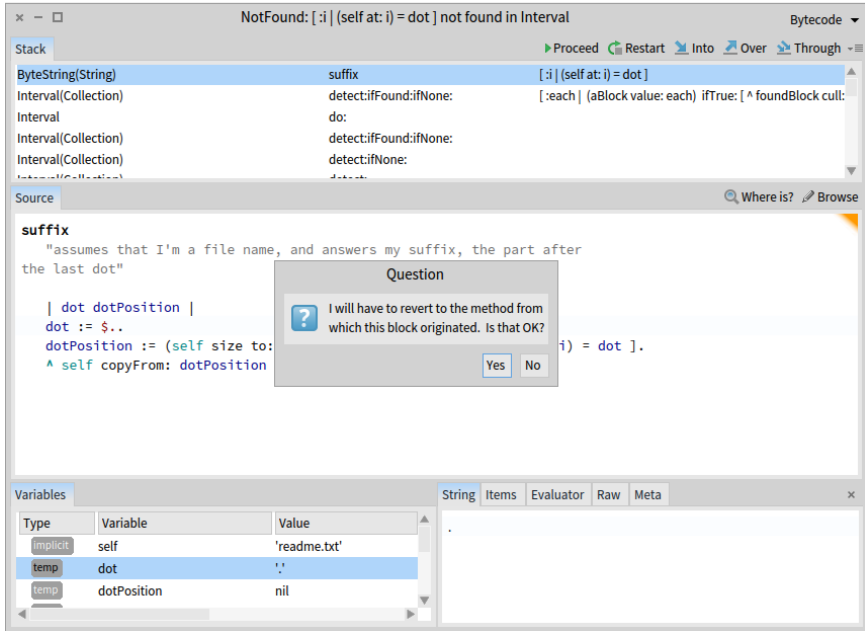 NotFound: [ :i | (self at: i) = dot ] not found in Interval
Bytecode
Stack
Proceed Restart Into Over Through
ByteString(String) suffix [ :i | (self at: i) = dot ]
Interval(Collection) detect:ifFound:ifNone: [ :each | (aBlock value: each) ifTrue: [ ^ foundBlock cull:
Interval do:
Interval(Collection) detect:ifFound:ifNone:
Interval(Collection) detect:ifNone:
Interval(Collection) detect:
Source
Where is? Browse
suffix
"assumes that I'm a file name, and answers my suffix, the part after
the last dot"
| dot dotPosition |
dot := $..
dotPosition := (self size to: i) = dot ].
^ self copyFrom: dotPosition
Question
I will have to revert to the method from
which this block originated. Is that OK?
Yes No
Variables
Type Variable Value
implicit self 'readme.txt'
temp dot '.'
temp dotPosition nil
String Items Evaluator Raw Meta
.